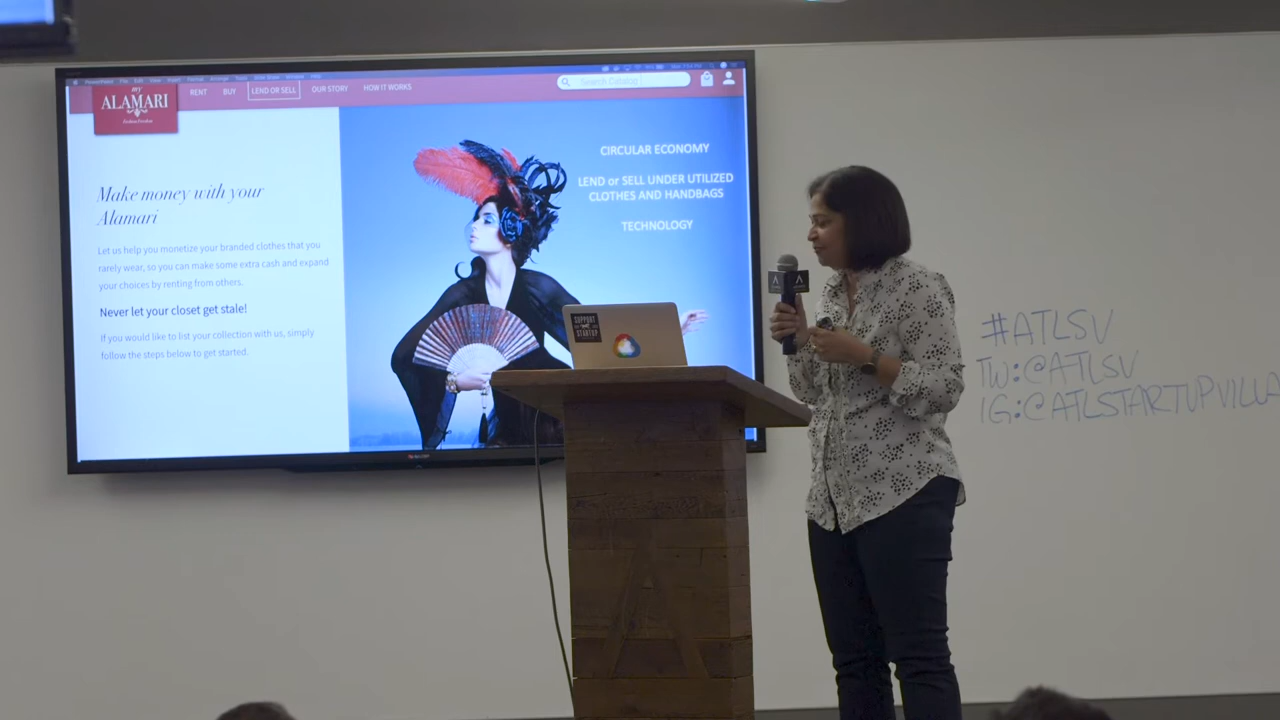 my
ALAMARI
Fashion Freedom
RENT BUY LEND OR SELL OUR STORY HOW IT WORKS
Search Catalog
Make money with your
Alamari
Let us help you monetize your branded clothes that you
rarely wear, so you can make some extra cash and expand
your choices by renting from others.
Never let your closet get stale!
If you would like to list your collection with us, simply
follow the steps below to get started.
CIRCULAR ECONOMY
LEND or SELL UNDER UTILIZED
CLOTHES AND HANDBAGS
TECHNOLOGY
SUPPORT
STARTUP
#ATLSV
TW:@ATLSV
IG:@ATLSTARTUPVILLA